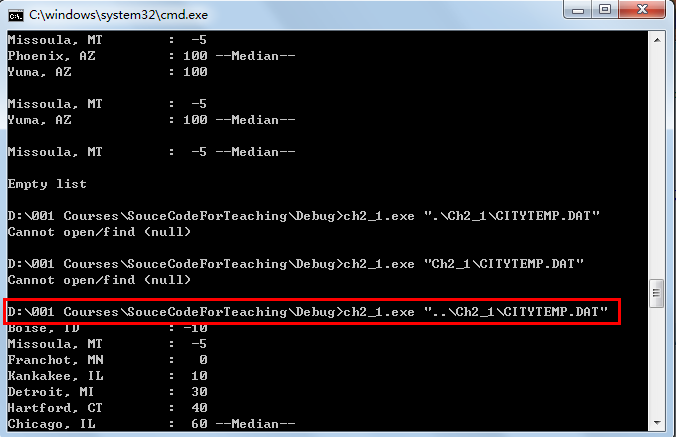 C:\windows\system32\cmd.exe
Missoula, MT : -5
Phoenix, AZ : 100 --Median--
Yuma, AZ : 100
Missoula, MT : -5
Yuma, AZ : 100 --Median--
Missoula, MT : -5 --Median--
Empty list
D:\001 Courses\SouceCodeForTeaching\Debug>ch2_1.exe ".\Ch2_1\CITYTEMP.DAT"
Cannot open/find (null)
D:\001 Courses\SouceCodeForTeaching\Debug>ch2_1.exe "Ch2_1\CITYTEMP.DAT"
Cannot open/find (null)
D:\001 Courses\SouceCodeForTeaching\Debug>ch2_1.exe "..\Ch2_1\CITYTEMP.DAT"
Boise, ID : -10
Missoula, MT : -5
Franchot, MN : 0
Kankakee, IL : 10
Detroit, MI : 30
Hartford, CT : 40
Chicago, IL : 60 --Median--